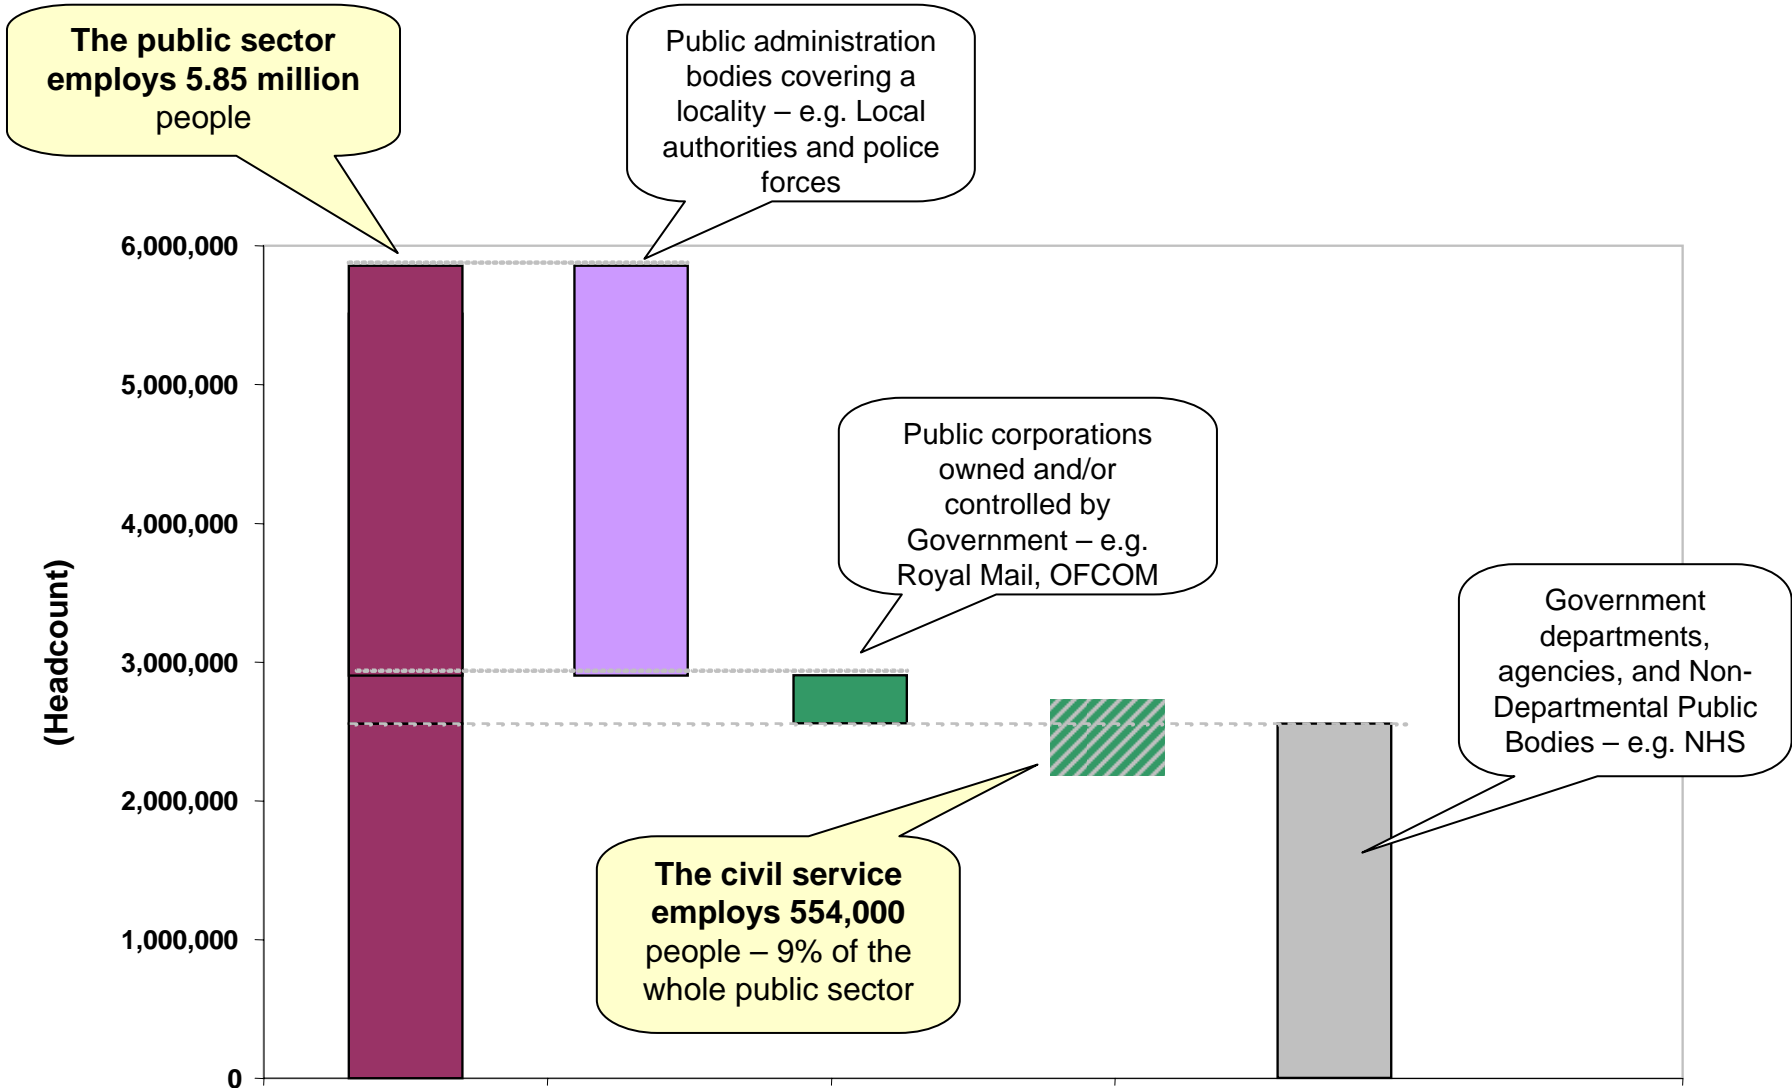 The public sector
employs 5.85 million
people
Public administration
bodies covering a
locality – e.g. Local
authorities and police
forces
6,000,000
5,000,000
4,000,000
3,000,000
2,000,000
1,000,000
0
(Headcount)
Public corporations
owned and/or
controlled by
Government – e.g.
Royal Mail, OFCOM
Government
departments,
agencies, and Non-
Departmental Public
Bodies – e.g. NHS
The civil service
employs 554,000
people – 9% of the
whole public sector